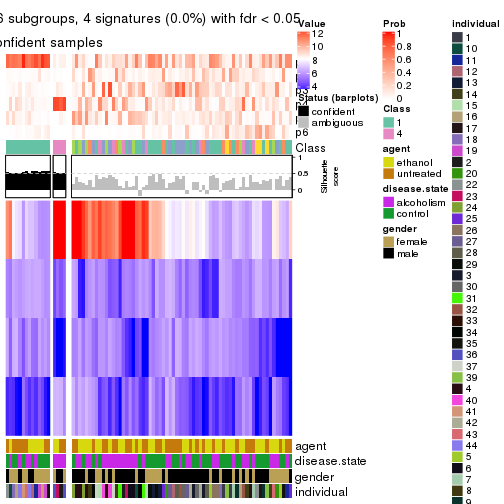 6 subgroups, 4 signatures (0.0%) with fdr < 0.05
onfident samples
p6
Class
1
0.5
0
Silhouette
score
agent
disease.state
gender
individual
Value
12
10
8
6
4
Status (barplots)
confident
ambiguous
Prob
1
0.8
0.6
0.4
0.2
0
Class
1
4
agent
ethanol
untreated
disease.state
alcoholism
control
gender
female
male
individual
1
10
11
12
13
14
15
16
17
18
19
2
20
22
23
24
25
26
27
28
29
3
30
31
32
33
34
35
36
37
39
4
40
41
42
43
44
5
6
7
8
9